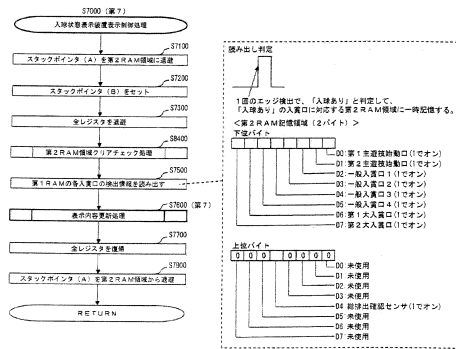 S7000 (第7)
入球状態表示装置表示制御処理
S7100
スタックポインタ (A) を第2RAM領域に退避
S7200
スタックポインタ (B) をセット
S7300
全レジスタを退避
S8400
第2RAM領域クリアチェック処理
S7500
第1RAMの各入賞口の検出情報を読み出す
S7600 (第7)
表示内容更新処理
S7700
全レジスタを復帰
S7800
スタックポインタ (A) を第2RAM領域から退避
RETURN
読み出し判定
1回のエッジ検出で、「入球あり」と判定して、
「入球あり」の入賞口に対応する第2RAM領域に一時記憶する。
<第2RAM記憶領域 (2バイト) >
下位バイト
D0:第1主遊技始動口(1でオン)
D1:第2主遊技始動口(1でオン)
D2:一般入賞口1(1でオン)
D3:一般入賞口2(1でオン)
D4:一般入賞口3(1でオン)
D5:一般入賞口4(1でオン)
D6:第1大入賞口(1でオン)
D7:第2大入賞口(1でオン)
上位バイト
0 0 0 0 0 0 0
D0:未使用
D1:未使用
D2:未使用
D3:未使用
D4:総排出確認センサ(1でオン)
D5:未使用
D6:未使用
D7:未使用